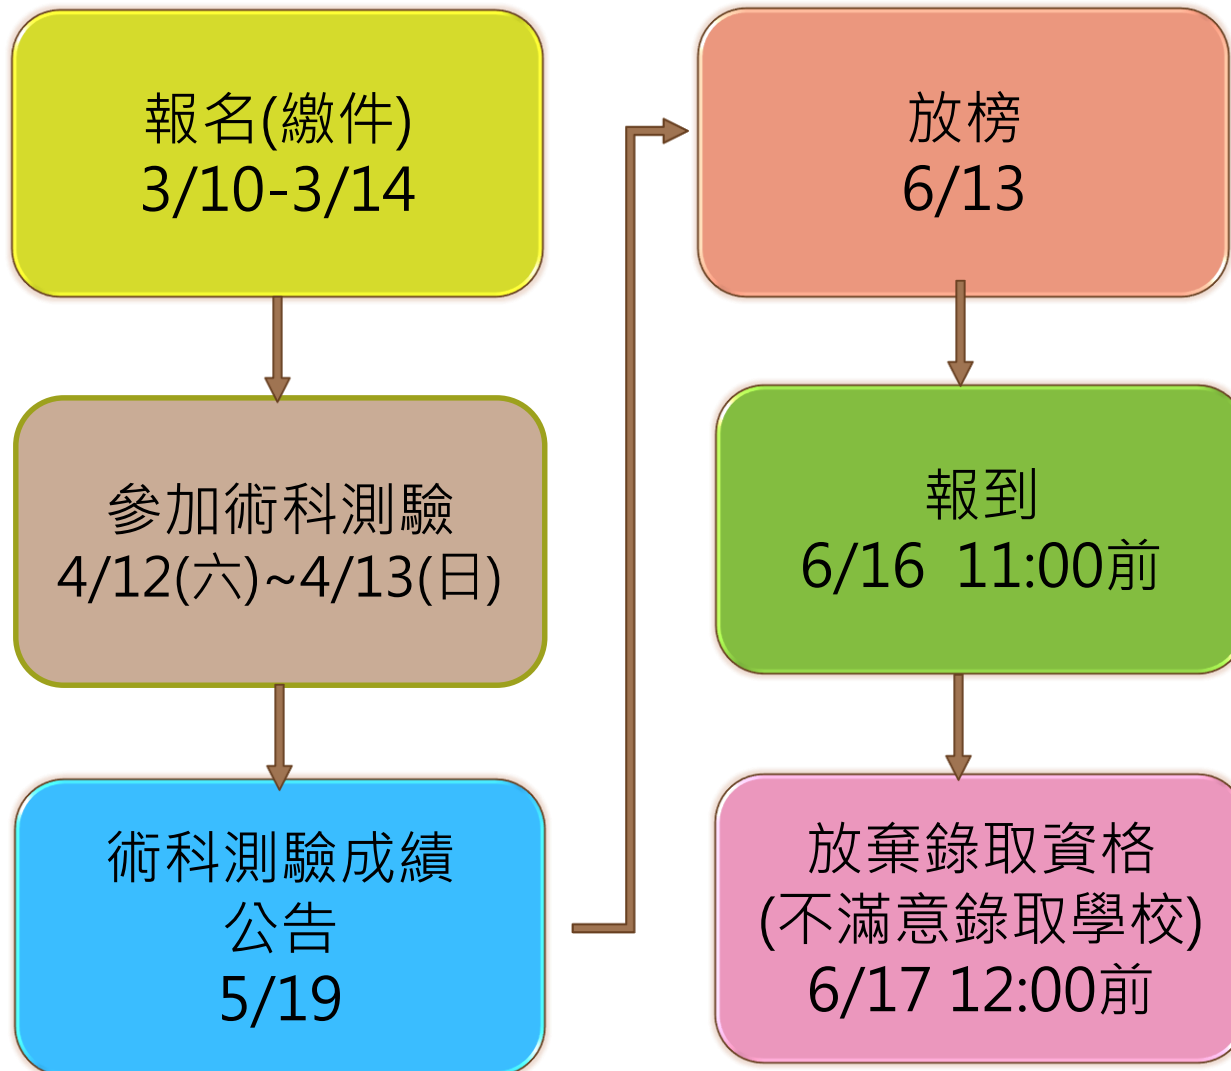 報名(繳件)
3/10-3/14
參加術科測驗
4/12(六)~4/13(日)
術科測驗成績
公告
5/19
放榜
6/13
報到
6/16  11:00前
放棄錄取資格
(不滿意錄取學校)
6/17 12:00前